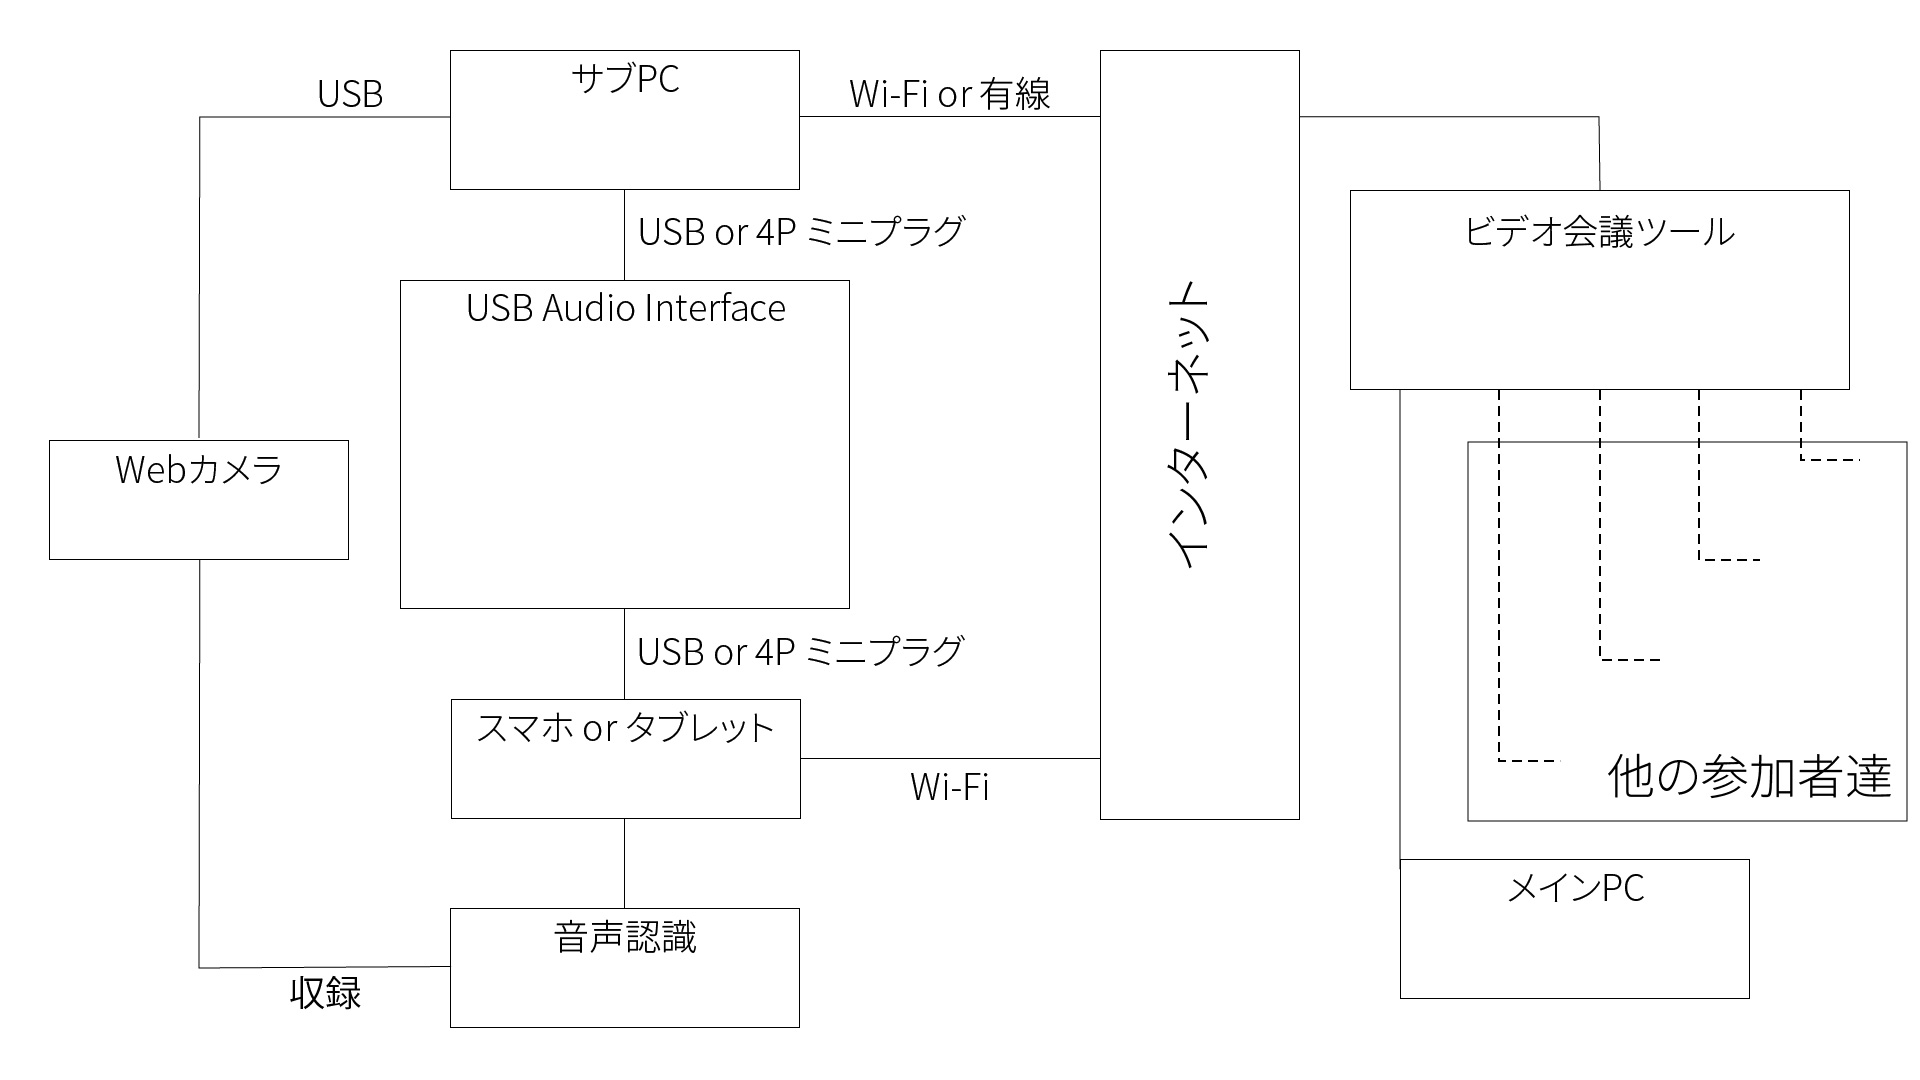 サブPC
USB
Wi-Fi or 有線
USB or 4P ミニプラグ
ビデオ会議ツール
USB Audio Interface
インターネット
Webカメラ
USB or 4P ミニプラグ
スマホ or タブレット
Wi-Fi
他の参加者達
メインPC
音声認識
収録